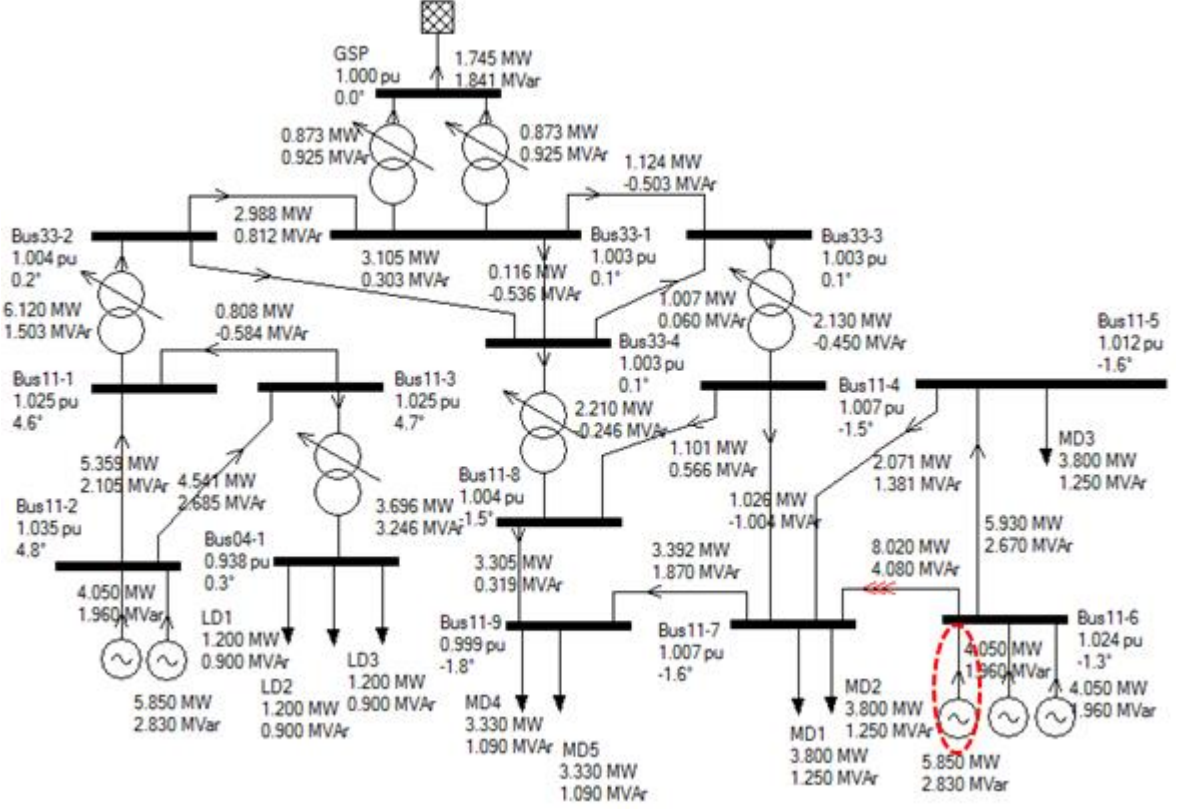 GSP
1.000 pu
0.0°
1.745 MW
1.841 MVar
0.873 MW
0.925 MVAr
0.873 MW
0.925 MVAr
1.124 MW
-0.503 MVAr
2.988 MW
0.812 MVAr
Bus33-2
1.004 pu
0.2°
3.105 MW
0.303 MVAr
Bus33-1
1.003 pu
0.1°
0.116 MW
-0.536 MVAr
Bus33-3
1.003 pu
0.1°
6.120 MW
1.503 MVAr
0.808 MW
-0.584 MVAr
1.007 MW
0.060 MVAr
2.130 MW
-0.450 MVAr
Bus33-4
1.003 pu
0.1°
Bus11-5
1.012 pu
-1.6°
Bus11-1
1.025 pu
4.6°
Bus11-3
1.025 pu
4.7°
Bus11-4
1.007 pu
-1.5°
2.210 MW
-0.246 MVAr
1.101 MW
0.566 MVAr
2.071 MW
1.381 MVAr
MD3
3.800 MW
1.250 MVAr
5.359 MW
2.105 MVAr
4.541 MW
2.685 MVAr
3.696 MW
3.246 MVAr
Bus11-8
1.004 pu
-1.5°
1.026 MW
-1.004 MVAr
5.930 MW
2.670 MVAr
Bus11-2
1.035 pu
4.8°
Bus04-1
0.938 pu
0.3°
3.305 MW
0.319 MVAr
3.392 MW
1.870 MVAr
8.020 MW
4.080 MVAr
4.050 MW
1.960 MVar
LD1
1.200 MW
0.900 MVAr
Bus11-9
0.999 pu
-1.8°
Bus11-7
1.007 pu
-1.6°
Bus11-6
1.024 pu
-1.3°
4.050 MW
1.960 MVar
4.050 MW
1.960 MVar
5.850 MW
2.830 MVar
LD2
1.200 MW
0.900 MVAr
LD3
1.200 MW
0.900 MVAr
MD4
3.330 MW
1.090 MVAr
MD5
3.330 MW
1.090 MVAr
MD1
3.800 MW
1.250 MVAr
MD2
3.800 MW
1.250 MVAr
5.850 MW
2.830 MVar